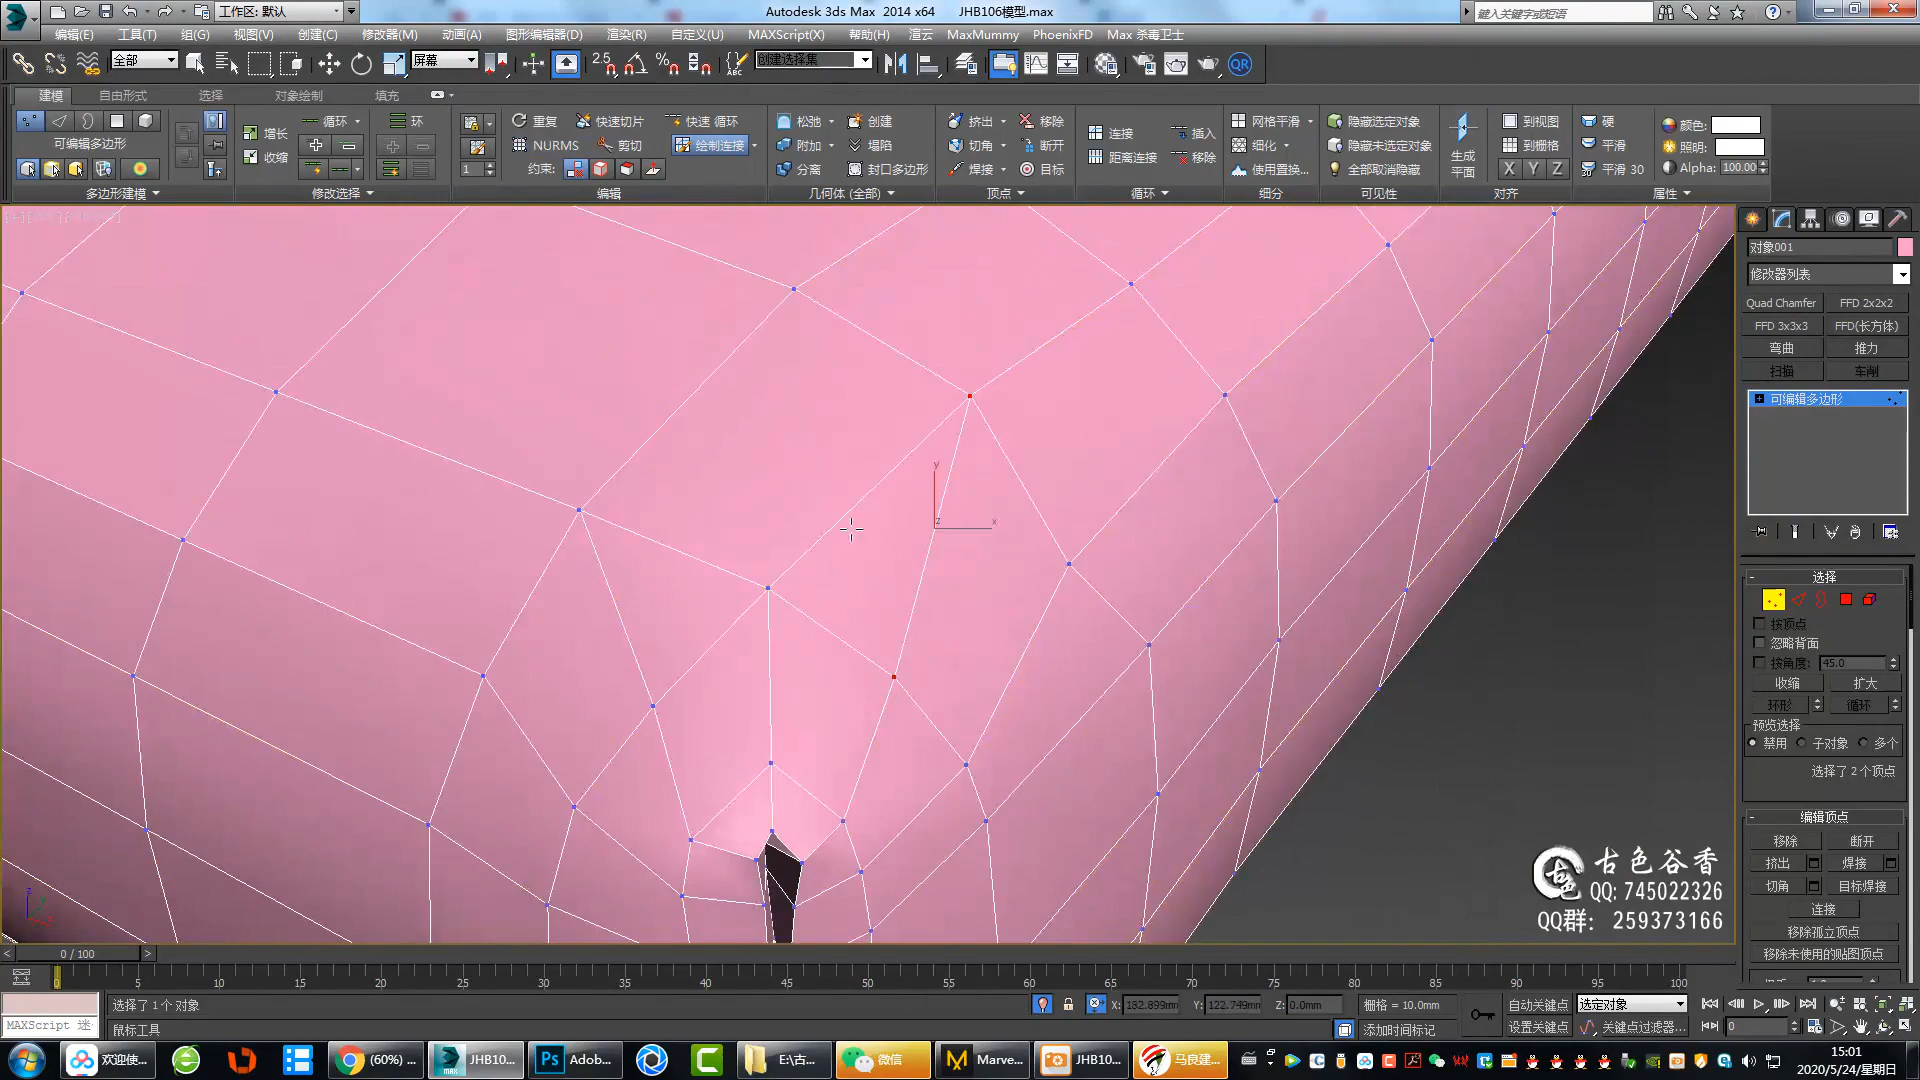 工作区: 默认
Autodesk 3ds Max 2014 x64 JHB106模型.max
键入关键字或短语
编辑(E) 工具(T) 组(G) 视图(V) 创建(C) 修改器(M) 动画(A) 图形编辑器(D) 渲染(R) 自定义(U) MAXScript(X) 帮助(H) 渲云 MaxMummy PhoenixFD Max 杀毒卫士
全部 屏幕 2.5 创建选择集 QR
建模 自由形式 选择 对象绘制 填充
循环 环 重复 快速切片 快速 循环 松弛 创建 挤出 移除 网格平滑 隐藏选定对象 到视图 硬 颜色:
可编辑多边形 增长 NURMS 剪切 绘制连接 附加 塌陷 切角 断开 连接 插入 细化 隐藏未选定对象 到栅格 平滑 照明:
收缩 1 约束: 分离 封口多边形 焊接 目标 距离连接 移除 使用置换... 全部取消隐藏 生成平面 X Y Z 平滑 30 Alpha: 100.00
多边形建模 修改选择 编辑 几何体 (全部) 顶点 循环 细分 可见性 对齐 属性
对象001
修改器列表
Quad Chamfer FFD 2x2x2
FFD 3x3x3 FFD(长方体)
弯曲 推力
扫描 车削
可编辑多边形
y
z x
选择
按顶点
忽略背面
按角度: 45.0
收缩 扩大
环形 循环
预览选择
禁用 子对象 多个
选择了 2 个顶点
编辑顶点
移除 断开
挤出 焊接
切角 目标焊接
连接
移除孤立顶点
移除未使用的贴图顶点
古色谷香
QQ: 745022326
QQ群: 259373166
0 / 100
0 5 10 15 20 25 30 35 40 45 50 55 60 65 70 75 80 85 90 95 100
选择了 1 个 对象 X: 182.899mm Y: 122.749mm Z: 0.0mm 栅格 = 10.0mm 自动关键点 选定对象
MAXScript 迷 鼠标工具 添加时间标记 设置关键点 关键点过滤器... 0
欢迎使... (60%) ... JHB10... Adob... E:\古... 微信 Marve... JHB10... 马良建...
15:01
2020/5/24/星期日